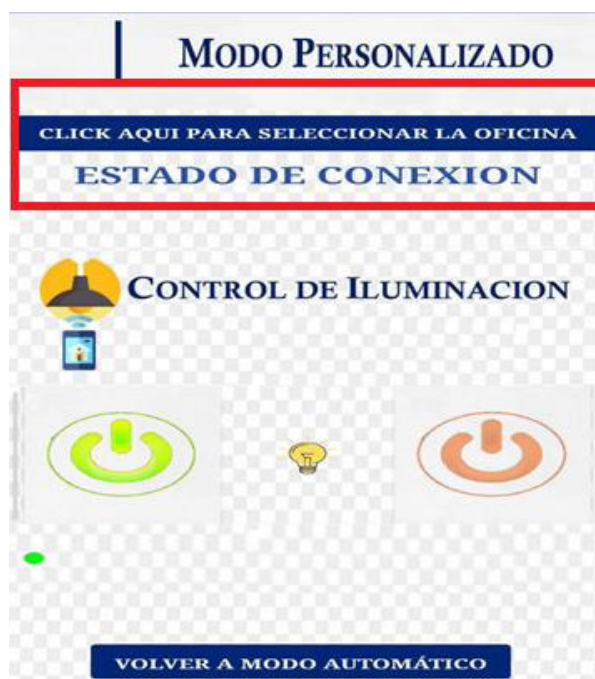 MODO PERSONALIZADO
CLICK AQUI PARA SELECCIONAR LA OFICINA
ESTADO DE CONEXION
CONTROL DE ILUMINACION
VOLVER A MODO AUTOMÁTICO